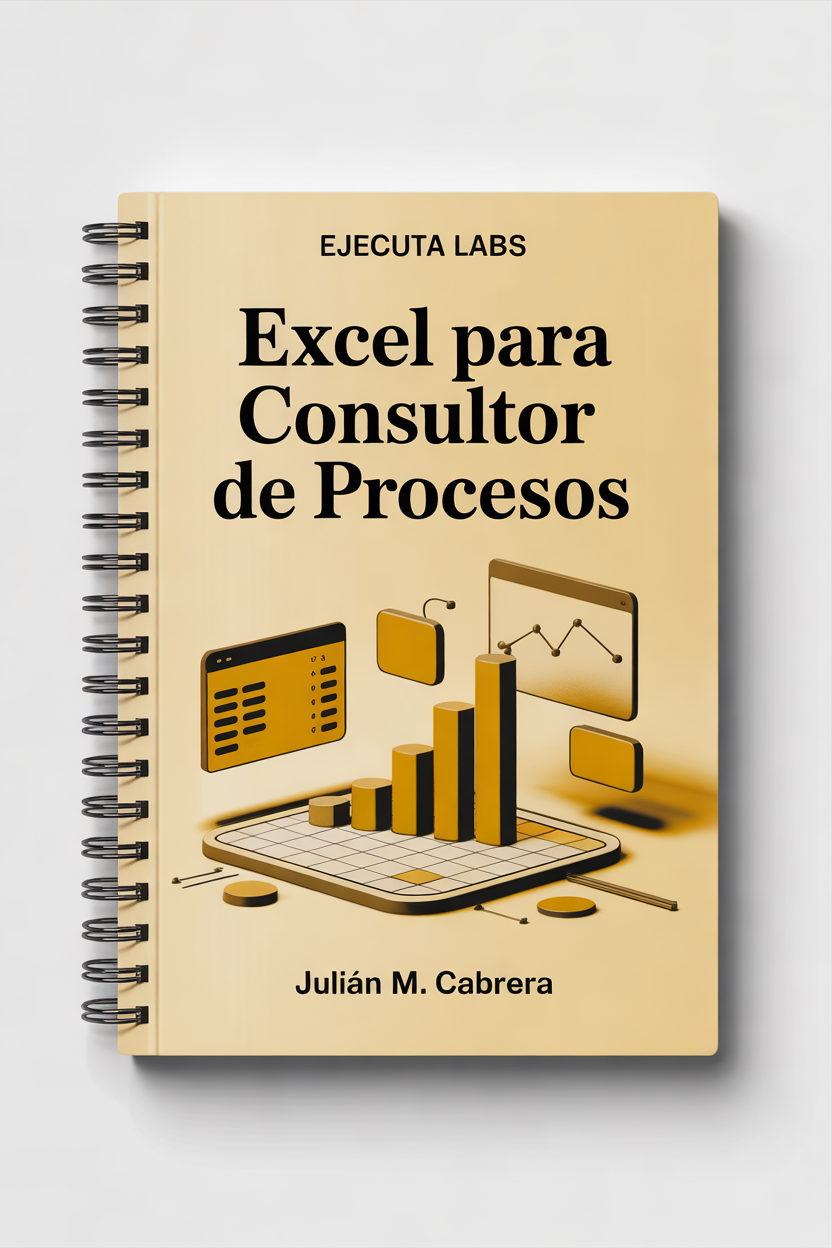 EJECUTA LABS
Excel para
Consultor
de Procesos
Julián M. Cabrera